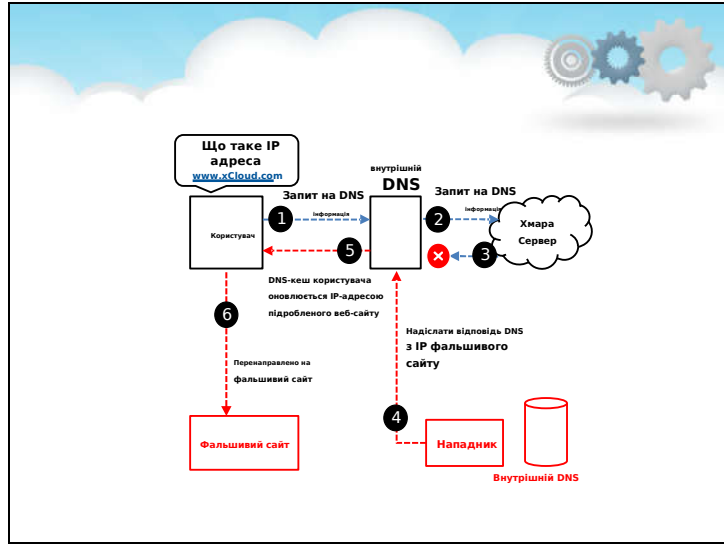 Що таке IP
адреса
www.xCloud.com
внутрішній
DNS
Запит на DNS
інформація
Запит на DNS
інформація
Користувач
1
2
Хмара
Сервер
5
3
DNS-кеш користувача
оновлюється IP-адресою
підробленого веб-сайту
6
Надіслати відповідь DNS
з IP фальшивого
сайту
Перенаправлено на
фальшивий сайт
4
Фальшивий сайт
Нападник
Внутрішній DNS